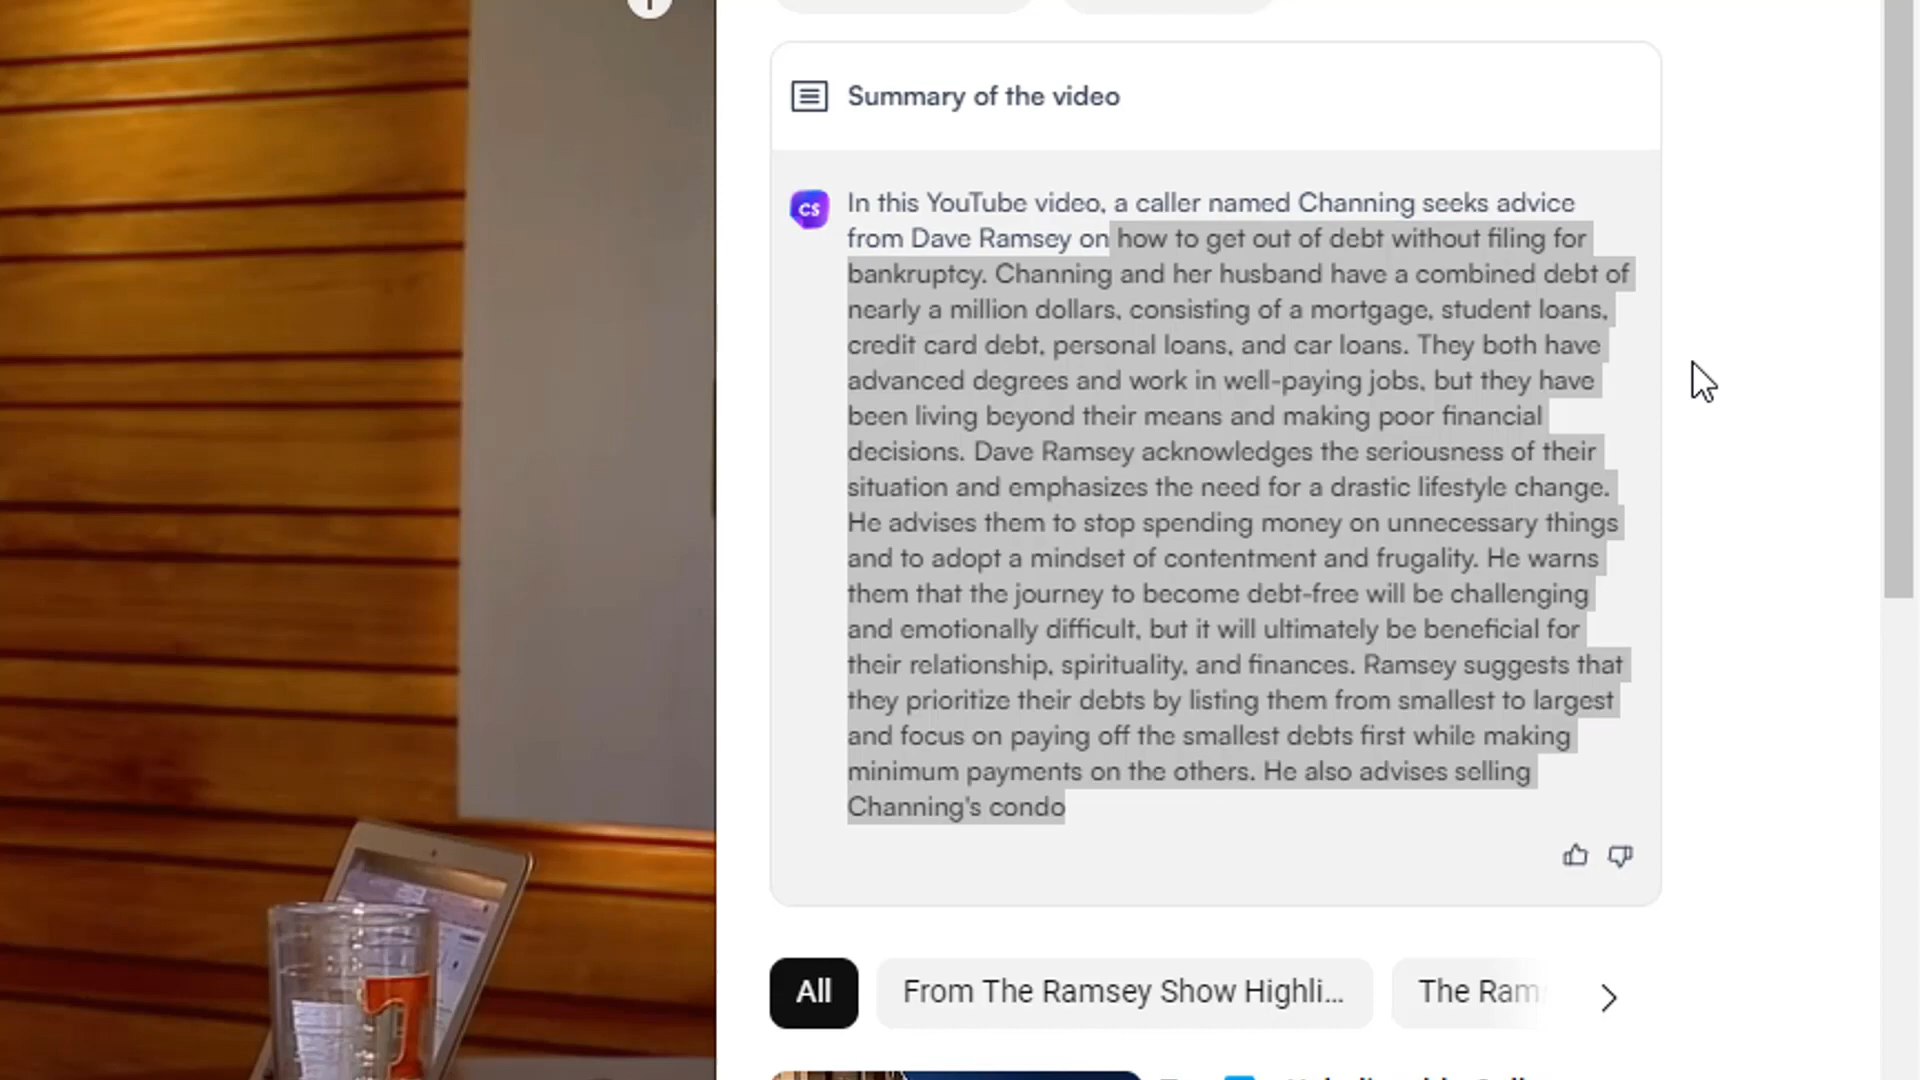 Summary of the video
CS
In this YouTube video, a caller named Channing seeks advice
from Dave Ramsey on how to get out of debt without filing for
bankruptcy. Channing and her husband have a combined debt of
nearly a million dollars, consisting of a mortgage, student loans,
credit card debt, personal loans, and car loans. They both have
advanced degrees and work in well-paying jobs, but they have
been living beyond their means and making poor financial
decisions. Dave Ramsey acknowledges the seriousness of their
situation and emphasizes the need for a drastic lifestyle change.
He advises them to stop spending money on unnecessary things
and to adopt a mindset of contentment and frugality. He warns
them that the journey to become debt-free will be challenging
and emotionally difficult, but it will ultimately be beneficial for
their relationship, spirituality, and finances. Ramsey suggests that
they prioritize their debts by listing them from smallest to largest
and focus on paying off the smallest debts first while making
minimum payments on the others. He also advises selling
Channing's condo
All
From The Ramsey Show Highli...
The Ram